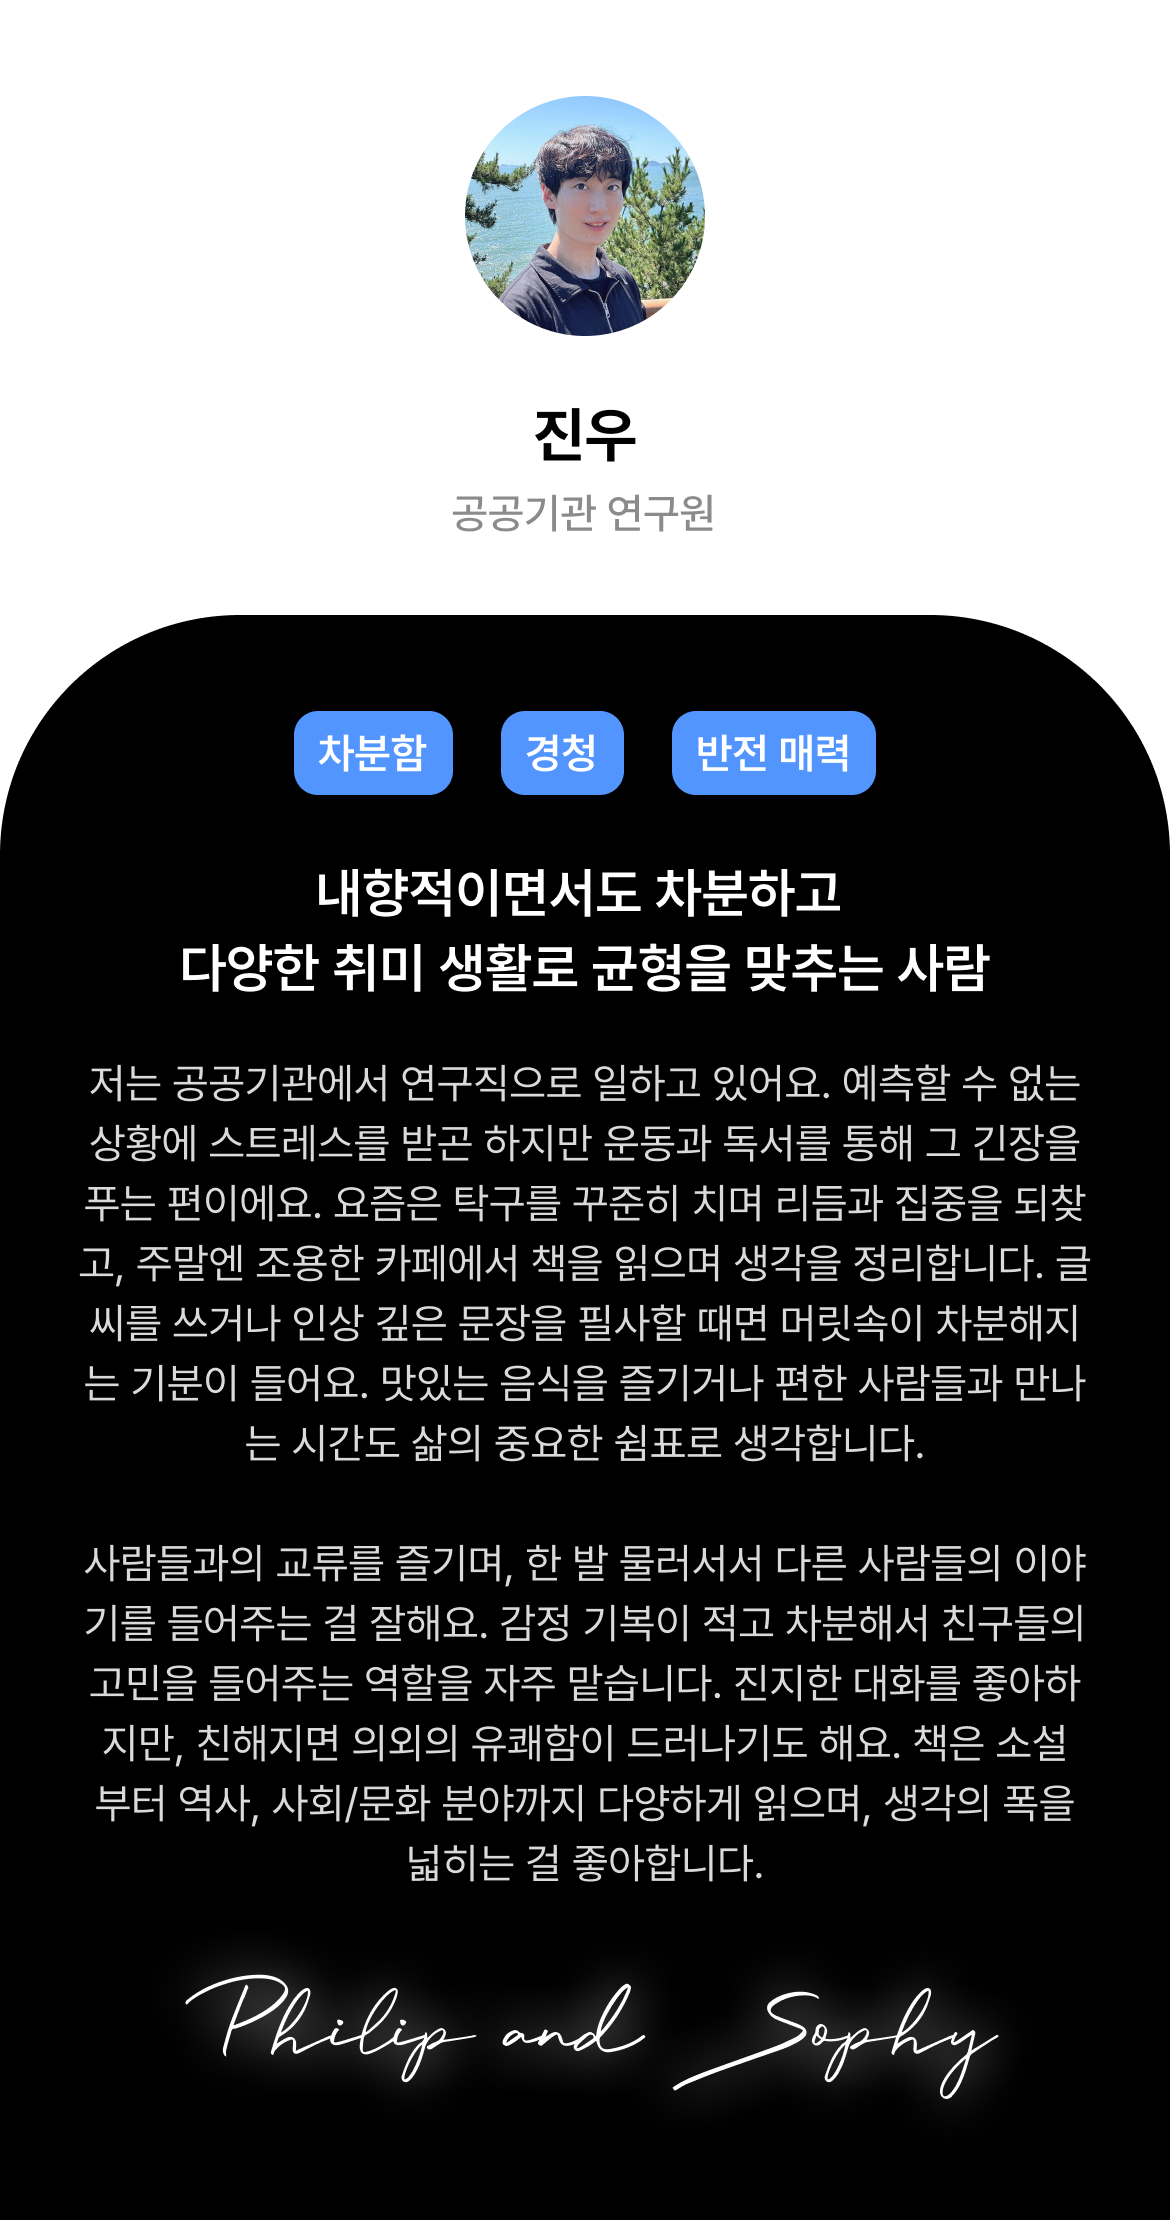 진우
공공기관 연구원
차분함 경청 반전 매력
내향적이면서도 차분하고
다양한 취미 생활로 균형을 맞추는 사람
저는 공공기관에서 연구직으로 일하고 있어요. 예측할 수 없는
상황에 스트레스를 받곤 하지만 운동과 독서를 통해 그 긴장을
푸는 편이에요. 요즘은 탁구를 꾸준히 치며 리듬과 집중을 되찾
고, 주말엔 조용한 카페에서 책을 읽으며 생각을 정리합니다. 글
씨를 쓰거나 인상 깊은 문장을 필사할 때면 머릿속이 차분해지
는 기분이 들어요. 맛있는 음식을 즐기거나 편한 사람들과 만나
는 시간도 삶의 중요한 쉼표로 생각합니다.
사람들과의 교류를 즐기며, 한 발 물러서서 다른 사람들의 이야
기를 들어주는 걸 잘해요. 감정 기복이 적고 차분해서 친구들의
고민을 들어주는 역할을 자주 맡습니다. 진지한 대화를 좋아하
지만, 친해지면 의외의 유쾌함이 드러나기도 해요. 책은 소설
부터 역사, 사회/문화 분야까지 다양하게 읽으며, 생각의 폭을
넓히는 걸 좋아합니다.
Philip and Sophy